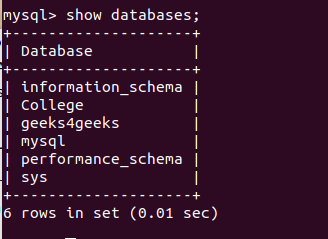 mysql> show databases;
+--------------------+
| Database           |
+--------------------+
| information_schema |
| College            |
| geeks4geeks        |
| mysql              |
| performance_schema |
| sys                |
+--------------------+
6 rows in set (0.01 sec)